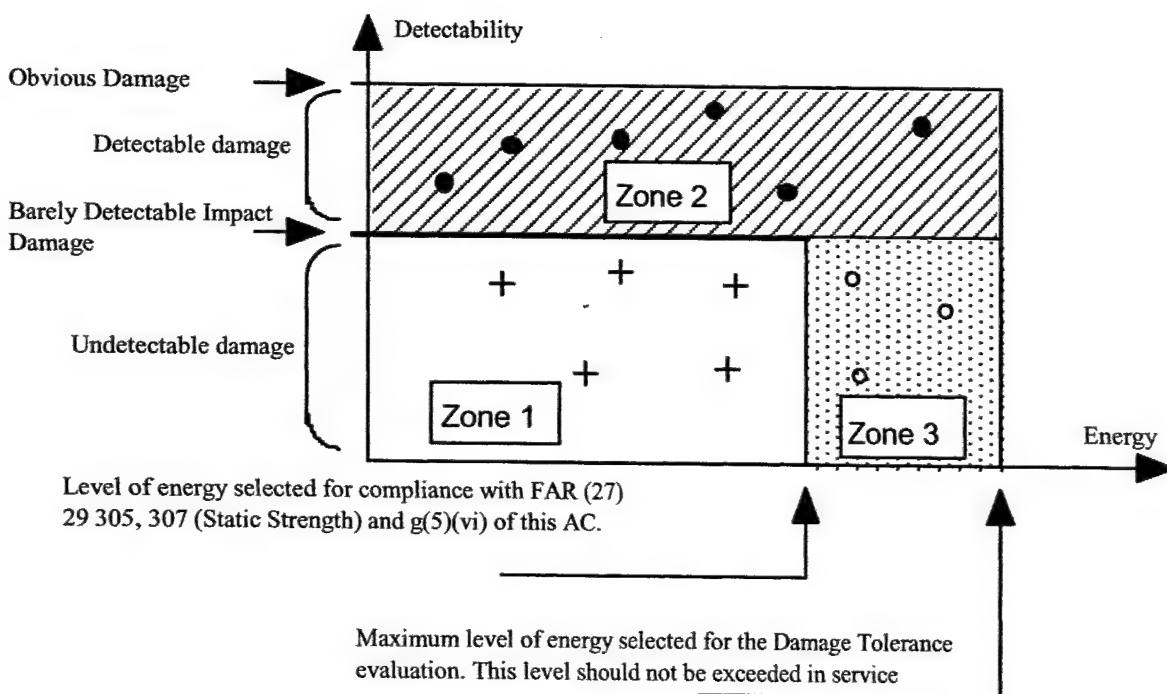 Detectability
Obvious Damage
Detectable damage
Zone 2
Barely Detectable Impact
Damage
Undetectable damage
Zone 1
Zone 3
Energy
Level of energy selected for compliance with FAR (27)
29 305, 307 (Static Strength) and g(5)(vi) of this AC.
Maximum level of energy selected for the Damage Tolerance
evaluation. This level should not be exceeded in service